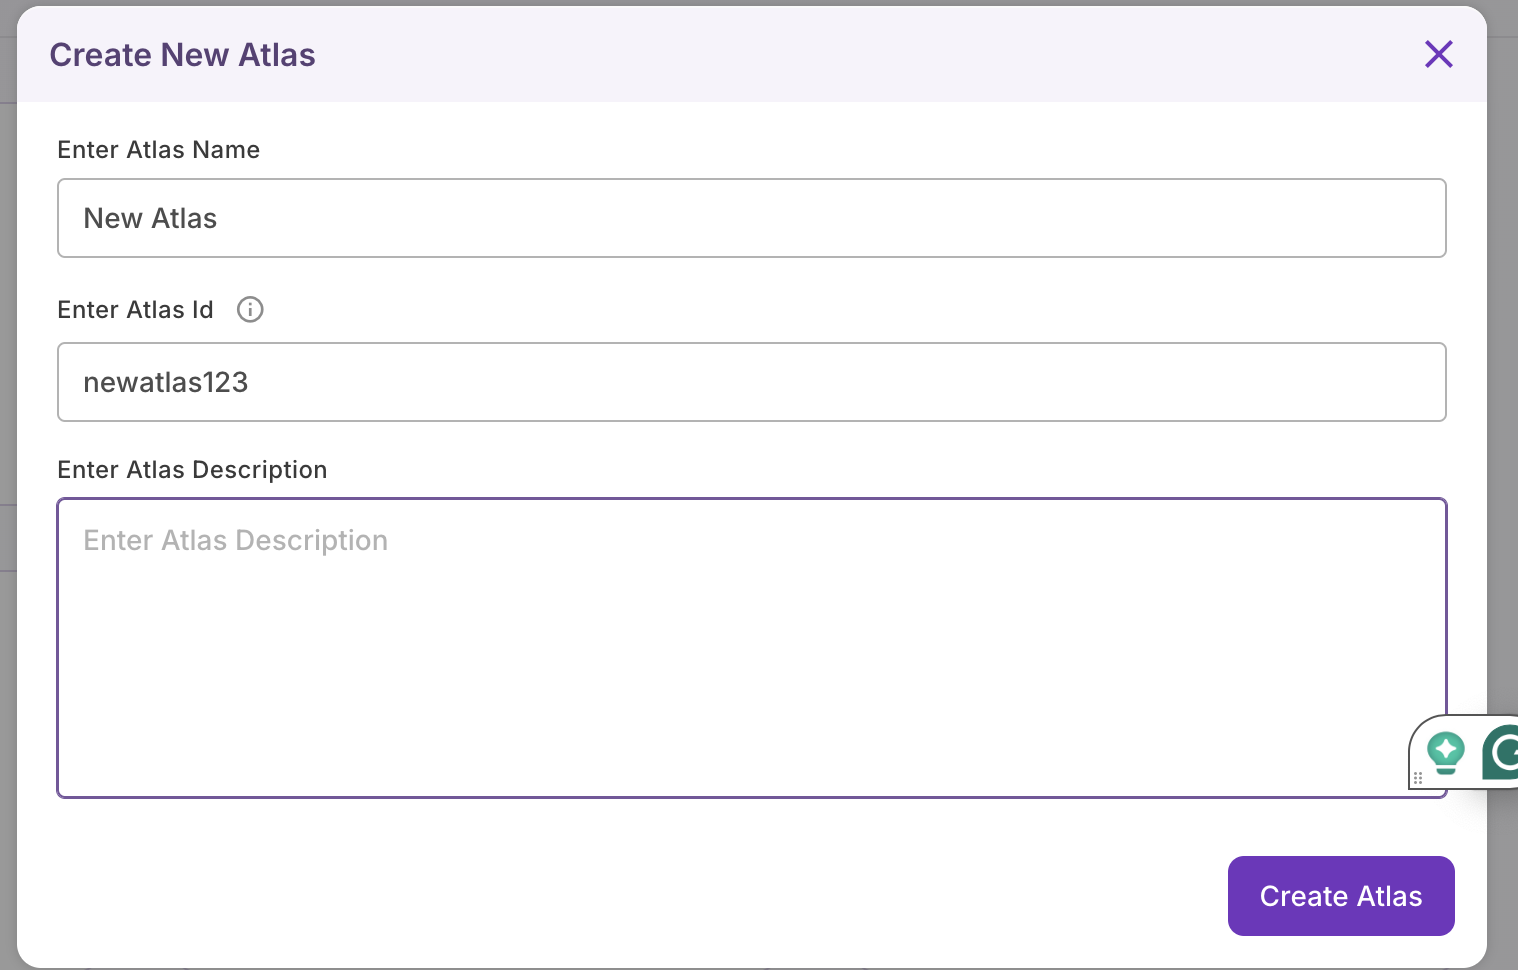 Create New Atlas
Enter Atlas Name
New Atlas
Enter Atlas Id
newatlas123
Enter Atlas Description
Enter Atlas Description
Create Atlas